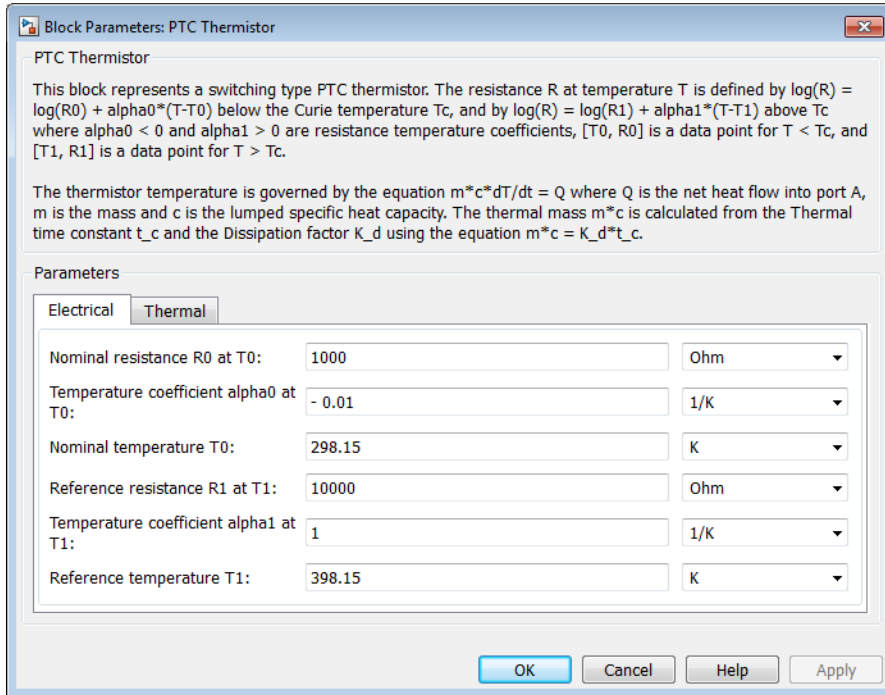 Block Parameters: PTC Thermistor
PTC Thermistor
This block represents a switching type PTC thermistor. The resistance R at temperature T is defined by log(R) =
log(R0) + alpha0*(T-T0) below the Curie temperature Tc, and by log(R) = log(R1) + alpha1*(T-T1) above Tc
where alpha0 < 0 and alpha1 > 0 are resistance temperature coefficients, [T0, R0] is a data point for T < Tc, and
[T1, R1] is a data point for T > Tc.
The thermistor temperature is governed by the equation m*c*dT/dt = Q where Q is the net heat flow into port A,
m is the mass and c is the lumped specific heat capacity. The thermal mass m*c is calculated from the Thermal
time constant t_c and the Dissipation factor K_d using the equation m*c = K_d*t_c.
Parameters
Electrical Thermal
Nominal resistance R0 at T0: 1000 Ohm
Temperature coefficient alpha0 at
T0: - 0.01 1/K
Nominal temperature T0: 298.15 K
Reference resistance R1 at T1: 10000 Ohm
Temperature coefficient alpha1 at
T1: 1 1/K
Reference temperature T1: 398.15 K
OK Cancel Help Apply